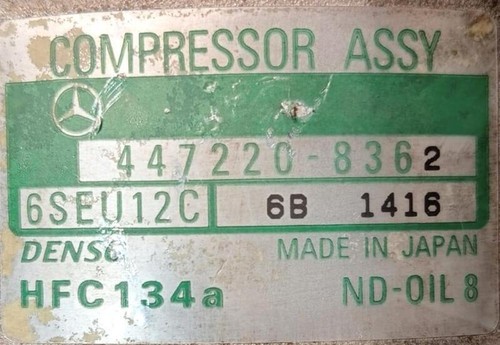 COMPRESSOR ASSY
447220-8362
6SEU12C 6B 1416
DENSO MADE IN JAPAN
HFC134a ND-OIL 8